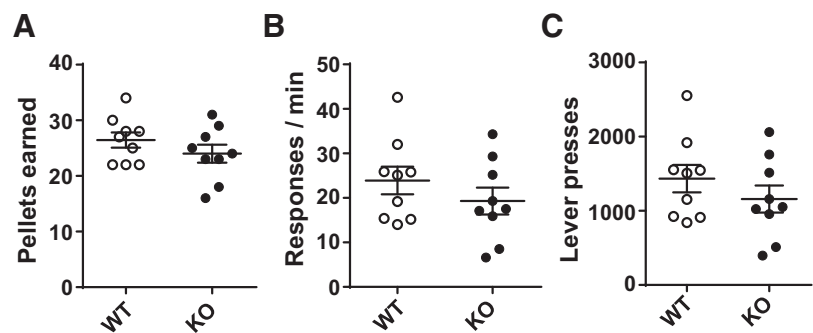 A
Pellets earned
40
30
20
10
0
WT
KO
B
Responses / min
50
40
30
20
10
0
WT
KO
C
Lever presses
3000
2000
1000
0
WT
KO